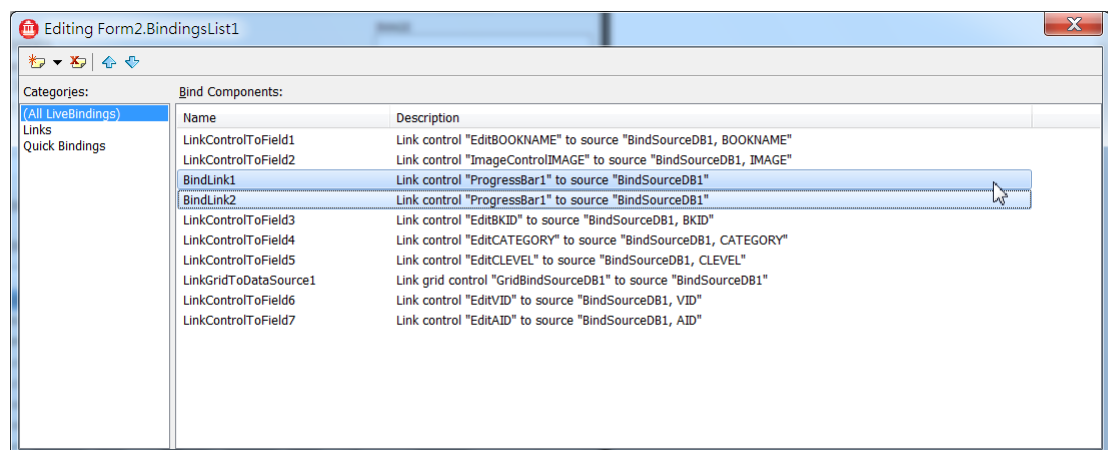 Editing Form2.BindingsList1
Categories:
Bind Components:
(All LiveBindings)
Links
Quick Bindings
Name Description
LinkControlToField1 Link control "EditBOOKNAME" to source "BindSourceDB1, BOOKNAME"
LinkControlToField2 Link control "ImageControlIMAGE" to source "BindSourceDB1, IMAGE"
BindLink1 Link control "ProgressBar1" to source "BindSourceDB1"
BindLink2 Link control "ProgressBar1" to source "BindSourceDB1"
LinkControlToField3 Link control "EditBKID" to source "BindSourceDB1, BKID"
LinkControlToField4 Link control "EditCATEGORY" to source "BindSourceDB1, CATEGORY"
LinkControlToField5 Link control "EditCLEVEL" to source "BindSourceDB1, CLEVEL"
LinkGridToDataSource1 Link grid control "GridBindSourceDB1" to source "BindSourceDB1"
LinkControlToField6 Link control "EditVID" to source "BindSourceDB1, VID"
LinkControlToField7 Link control "EditAID" to source "BindSourceDB1, AID"